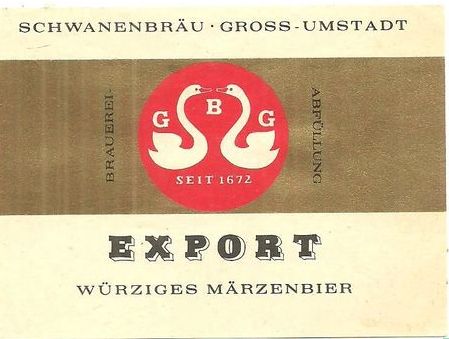 SCHWANENBRÄU · GROSS-UMSTADT
BRAUEREI-
G B G
SEIT 1672
ABFÜLLUNG
EXPORT
WÜRZIGES MÄRZENBIER